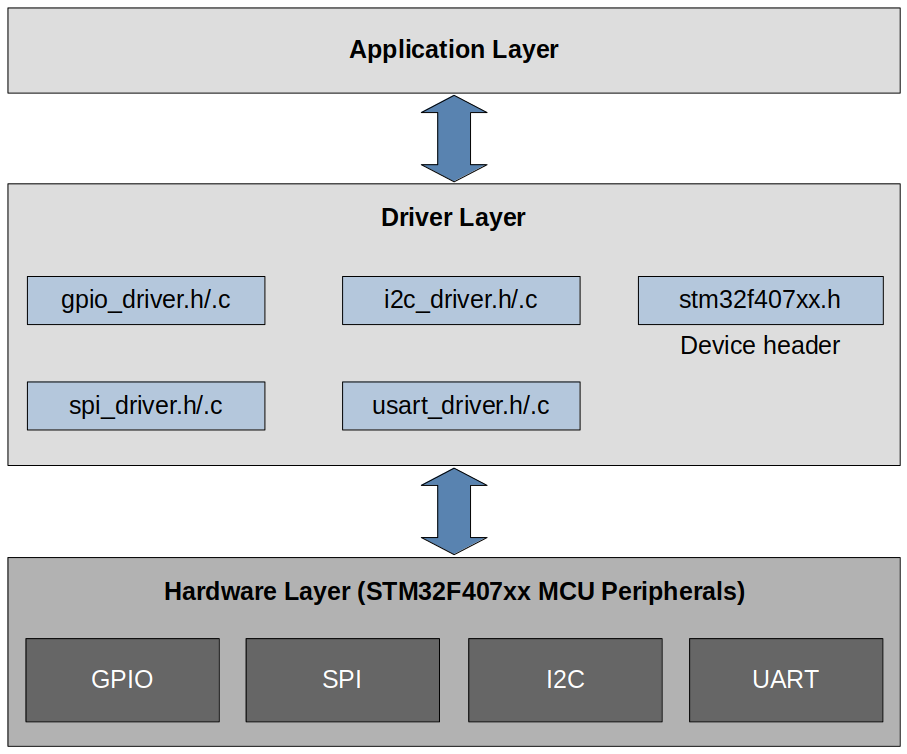 Application Layer
Driver Layer
gpio_driver.h/.c
i2c_driver.h/.c
stm32f407xx.h
Device header
spi_driver.h/.c
usart_driver.h/.c
Hardware Layer (STM32F407xx MCU Peripherals)
GPIO
SPI
I2C
UART